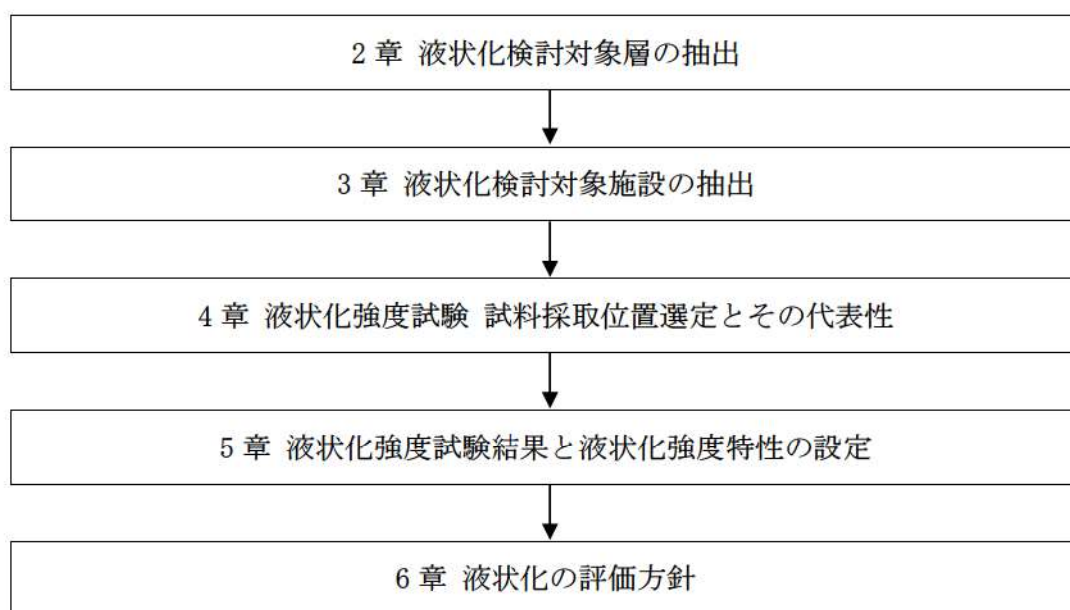 2章 液状化検討対象層の抽出
3章 液状化検討対象施設の抽出
4章 液状化強度試験 試料採取位置選定とその代表性
5章 液状化強度試験結果と液状化強度特性の設定
6章 液状化の評価方針